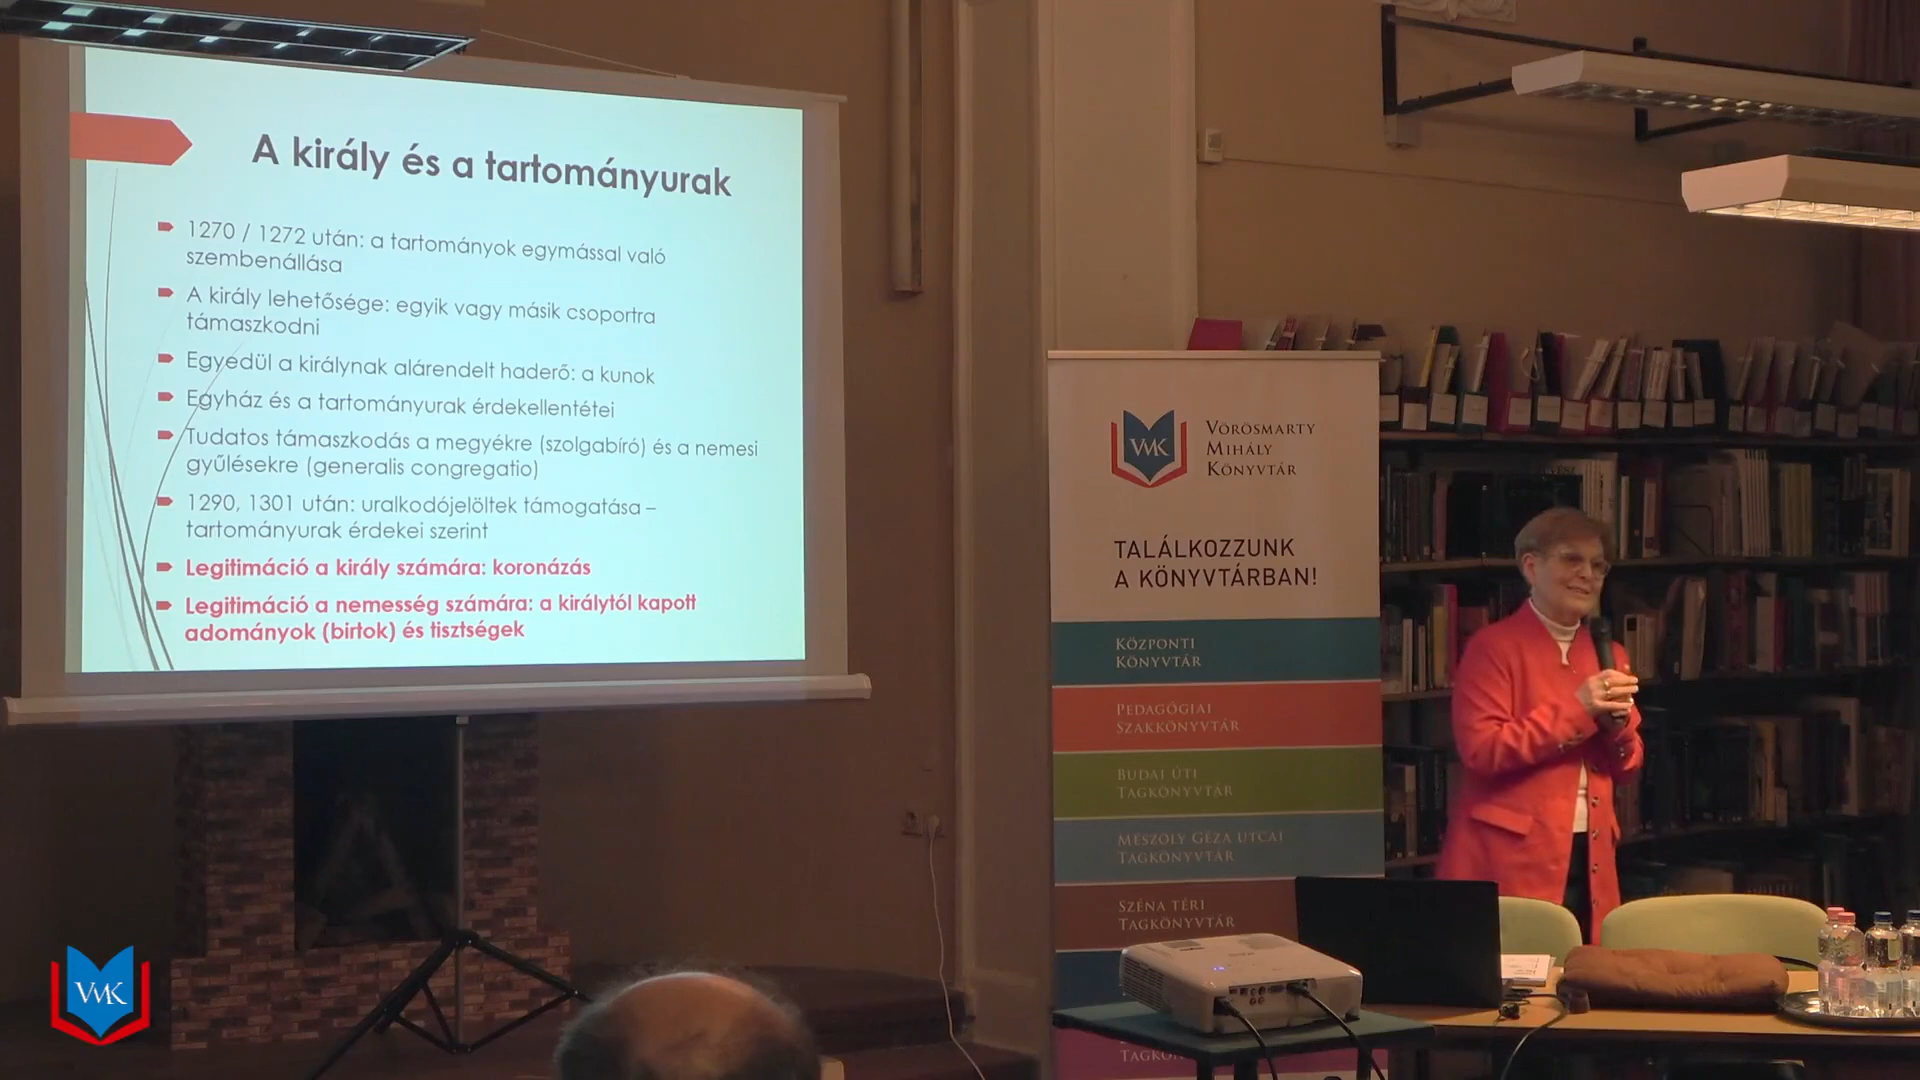 A király és a tartományurak
1270 / 1272 után: a tartományok egymással való
szembenállása
A király lehetősége: egyik vagy másik csoportra
támaszkodni
Egyedül a királynak alárendelt haderő: a kunok
Egyház és a tartományurak érdekellentétei
Tudatos támaszkodás a megyékre (szolgabíró) és a nemesi
gyűlésekre (generalis congregatio)
1290, 1301 után: uralkodójelöltek támogatása –
tartományurak érdekei szerint
Legitimáció a király számára: koronázás
Legitimáció a nemesség számára: a királytól kapott
adományok (birtok) és tisztségek
VMK
Vörösmarty
Mihály
Könyvtár
TALÁLKOZZUNK
A KÖNYVTÁRBAN!
Központi
Könyvtár
Pedagógiai
Szakkönyvtár
Budai úti
Tagkönyvtár
Mészöly Géza utcai
Tagkönyvtár
Széna téri
Tagkönyvtár
VMK